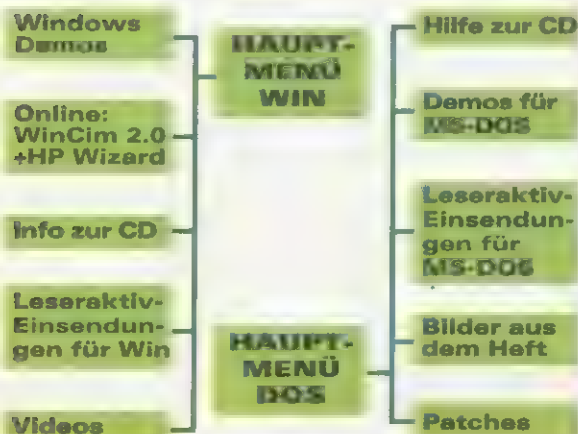 Windows
Demos
Online:
WinCim 2.0
+HP Wizard
Info zur CD
Leseraktiv-
Einsendun-
gen für Win
Videos
HAUPT-
MENÜ
WIN
HAUPT-
MENÜ
DOS
Hilfe zur CD
Demos für
MS-DOS
Leseraktiv-
Einsendun-
gen für
MS-DOS
Bilder aus
dem Heft
Patches